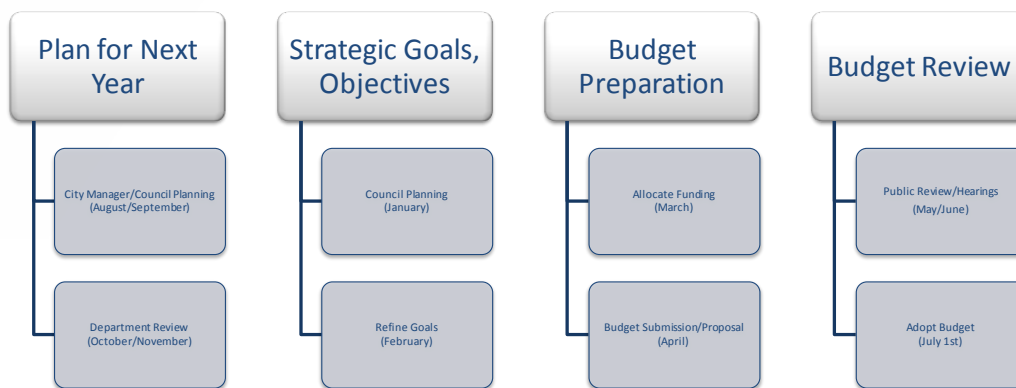 Plan for Next
Year
City Manager/Council Planning
(August/September)
Department Review
(October/November)
Strategic Goals,
Objectives
Council Planning
(January)
Refine Goals
(February)
Budget
Preparation
Allocate Funding
(March)
Budget Submission/Proposal
(April)
Budget Review
Public Review/Hearings
(May/June)
Adopt Budget
(July 1st)